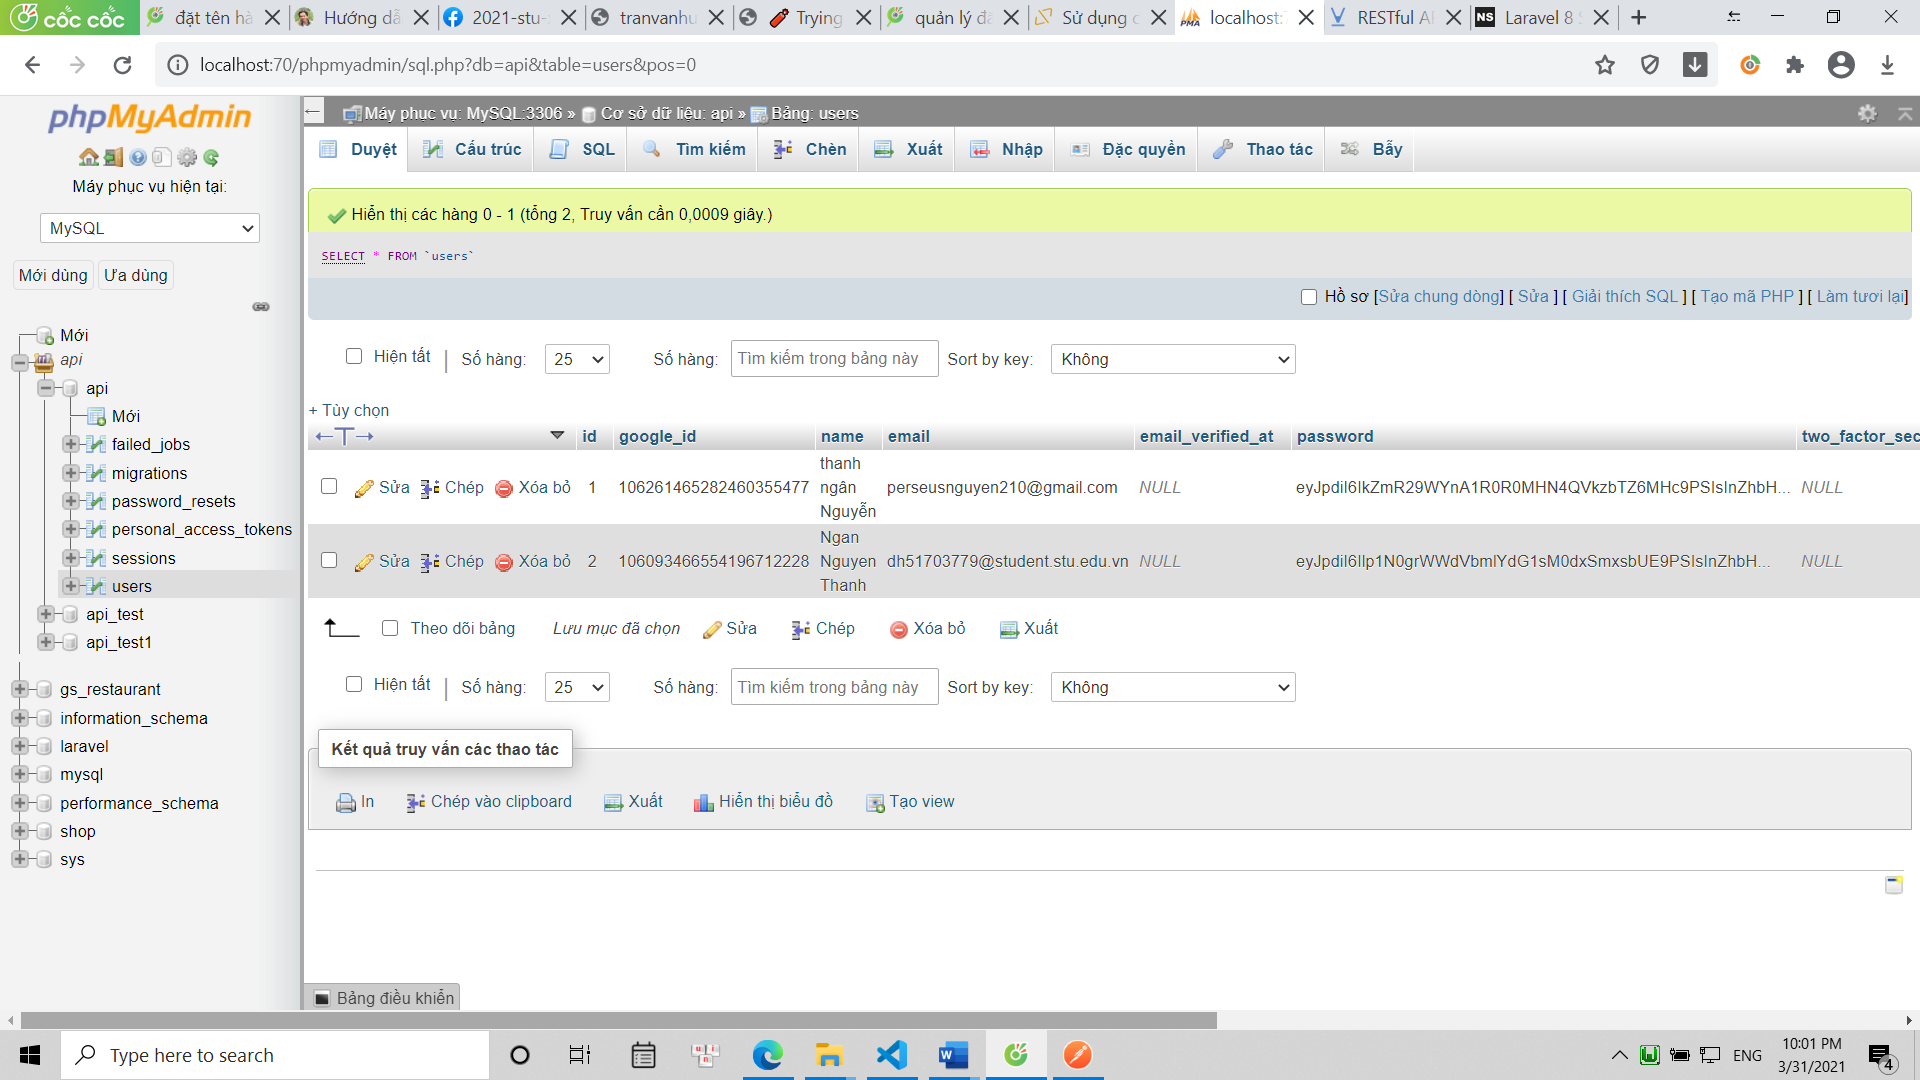 cốc cốc
đặt tên hà
Hướng dẫ
2021-stu-
tranvanhu
Trying
quản lý đă
Sử dụng c
localhost:
RESTful AP
Laravel 8 S
localhost:70/phpmyadmin/sql.php?db=api&table=users&pos=0
phpMyAdmin
Máy phục vụ hiện tại:
MySQL
Mới dùng
Ưa dùng
Mới
api
api
Mới
failed_jobs
migrations
password_resets
personal_access_tokens
sessions
users
api_test
api_test1
gs_restaurant
information_schema
laravel
mysql
performance_schema
shop
sys
Máy phục vụ: MySQL:3306 » Cơ sở dữ liệu: api » Bảng: users
Duyệt Cấu trúc SQL Tìm kiếm Chèn Xuất Nhập Đặc quyền Thao tác Bẫy
Hiển thị các hàng 0 - 1 (tổng 2, Truy vấn cần 0,0009 giây.)
SELECT * FROM `users`
Hồ sơ [Sửa chung dòng] [ Sửa ] [ Giải thích SQL ] [ Tạo mã PHP ] [ Làm tươi lại]
Hiện tất | Số hàng: 25 Số hàng: Tìm kiếm trong bảng này Sort by key: Không
+ Tùy chọn
←T→ id google_id name email email_verified_at password two_factor_sec
Sửa Chép Xóa bỏ 1 106261465282460355477 thanh ngân Nguyễn perseusnguyen210@gmail.com NULL eyJpdiI6IkZmR29WYnA1R0R0MHN4QVkzbTZ6MHc9PSIsInZhbH... NULL
Sửa Chép Xóa bỏ 2 106093466554196712228 Ngan Nguyen Thanh dh51703779@student.stu.edu.vn NULL eyJpdiI6Ilp1N0grWWdVbmlYdG1sM0dxSmxsbUE9PSIsInZhbH... NULL
Theo dõi bảng Lưu mục đã chọn Sửa Chép Xóa bỏ Xuất
Hiện tất | Số hàng: 25 Số hàng: Tìm kiếm trong bảng này Sort by key: Không
Kết quả truy vấn các thao tác
In Chép vào clipboard Xuất Hiển thị biểu đồ Tạo view
Bảng điều khiển
Type here to search
ENG
10:01 PM
3/31/2021
4